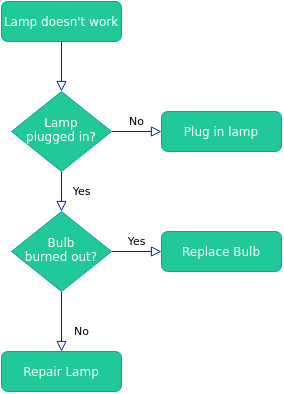 Lamp doesn't work
Lamp
plugged in?
No
Plug in lamp
Yes
Bulb
burned out?
Yes
Replace Bulb
No
Repair Lamp